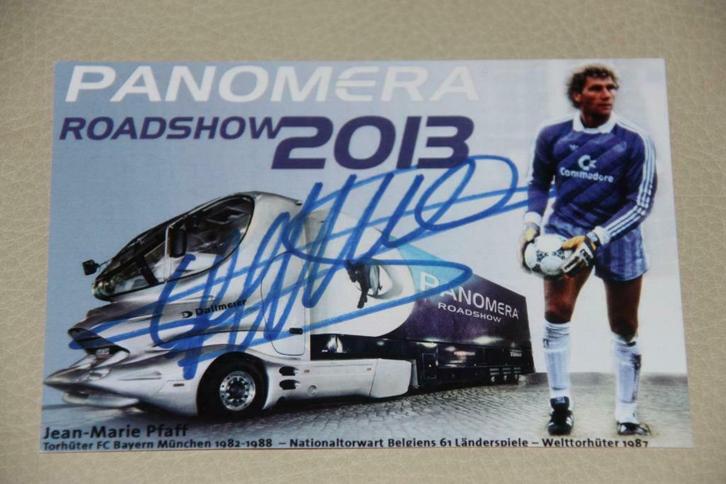 PANOMERA
ROADSHOW 2013
Commodore
Dallmeier
PANOMERA
ROADSHOW
Jean-Marie Pfaff
Torhüter FC Bayern München 1982-1988 – Nationaltorwart Belgiens 61 Länderspiele – Welttorhüter 1987